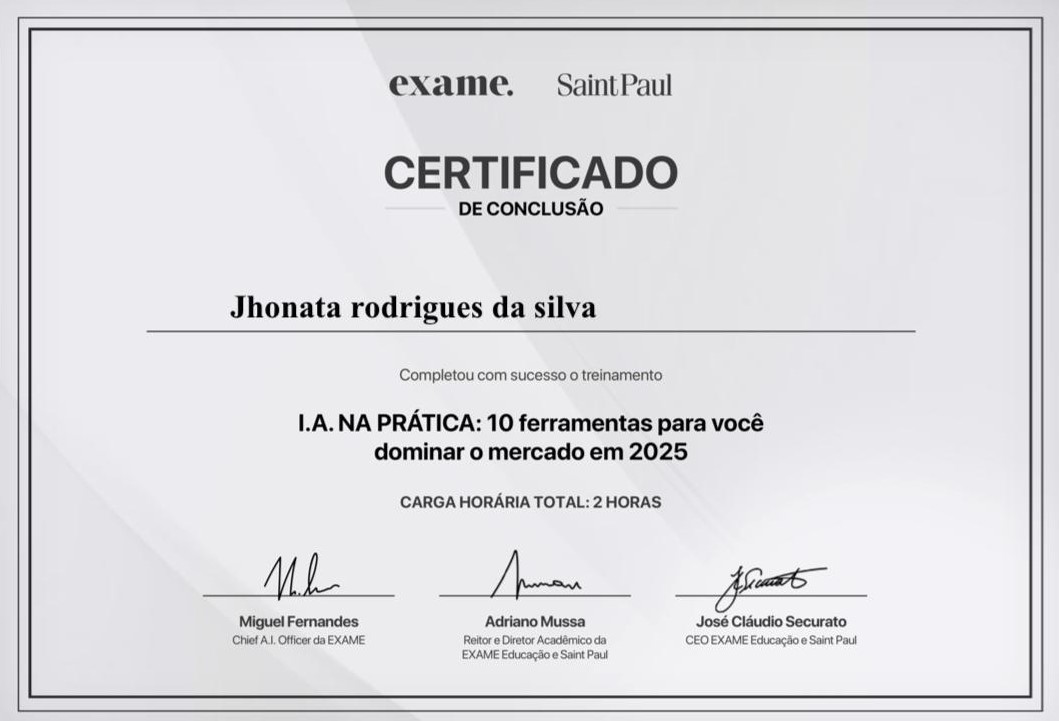 exame. Saint Paul
CERTIFICADO
DE CONCLUSÃO
Jhonata rodrigues da silva
Completou com sucesso o treinamento
I.A. NA PRÁTICA: 10 ferramentas para você
dominar o mercado em 2025
CARGA HORÁRIA TOTAL: 2 HORAS
Miguel Fernandes Adriano Mussa José Cláudio Securato
Chief A.I. Officer da EXAME Reitor e Diretor Acadêmico da CEO EXAME Educação e Saint Paul
EXAME Educação e Saint Paul